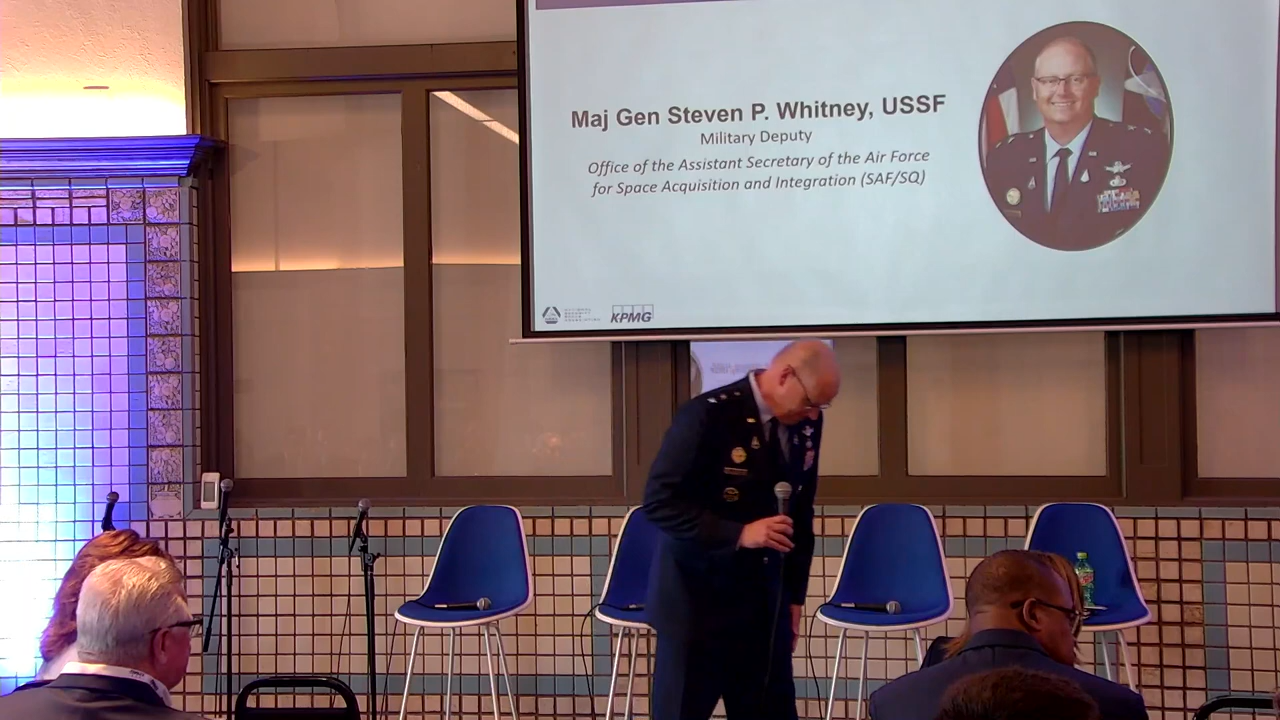 Maj Gen Steven P. Whitney, USSF
Military Deputy
Office of the Assistant Secretary of the Air Force
for Space Acquisition and Integration (SAF/SQ)
KPMG